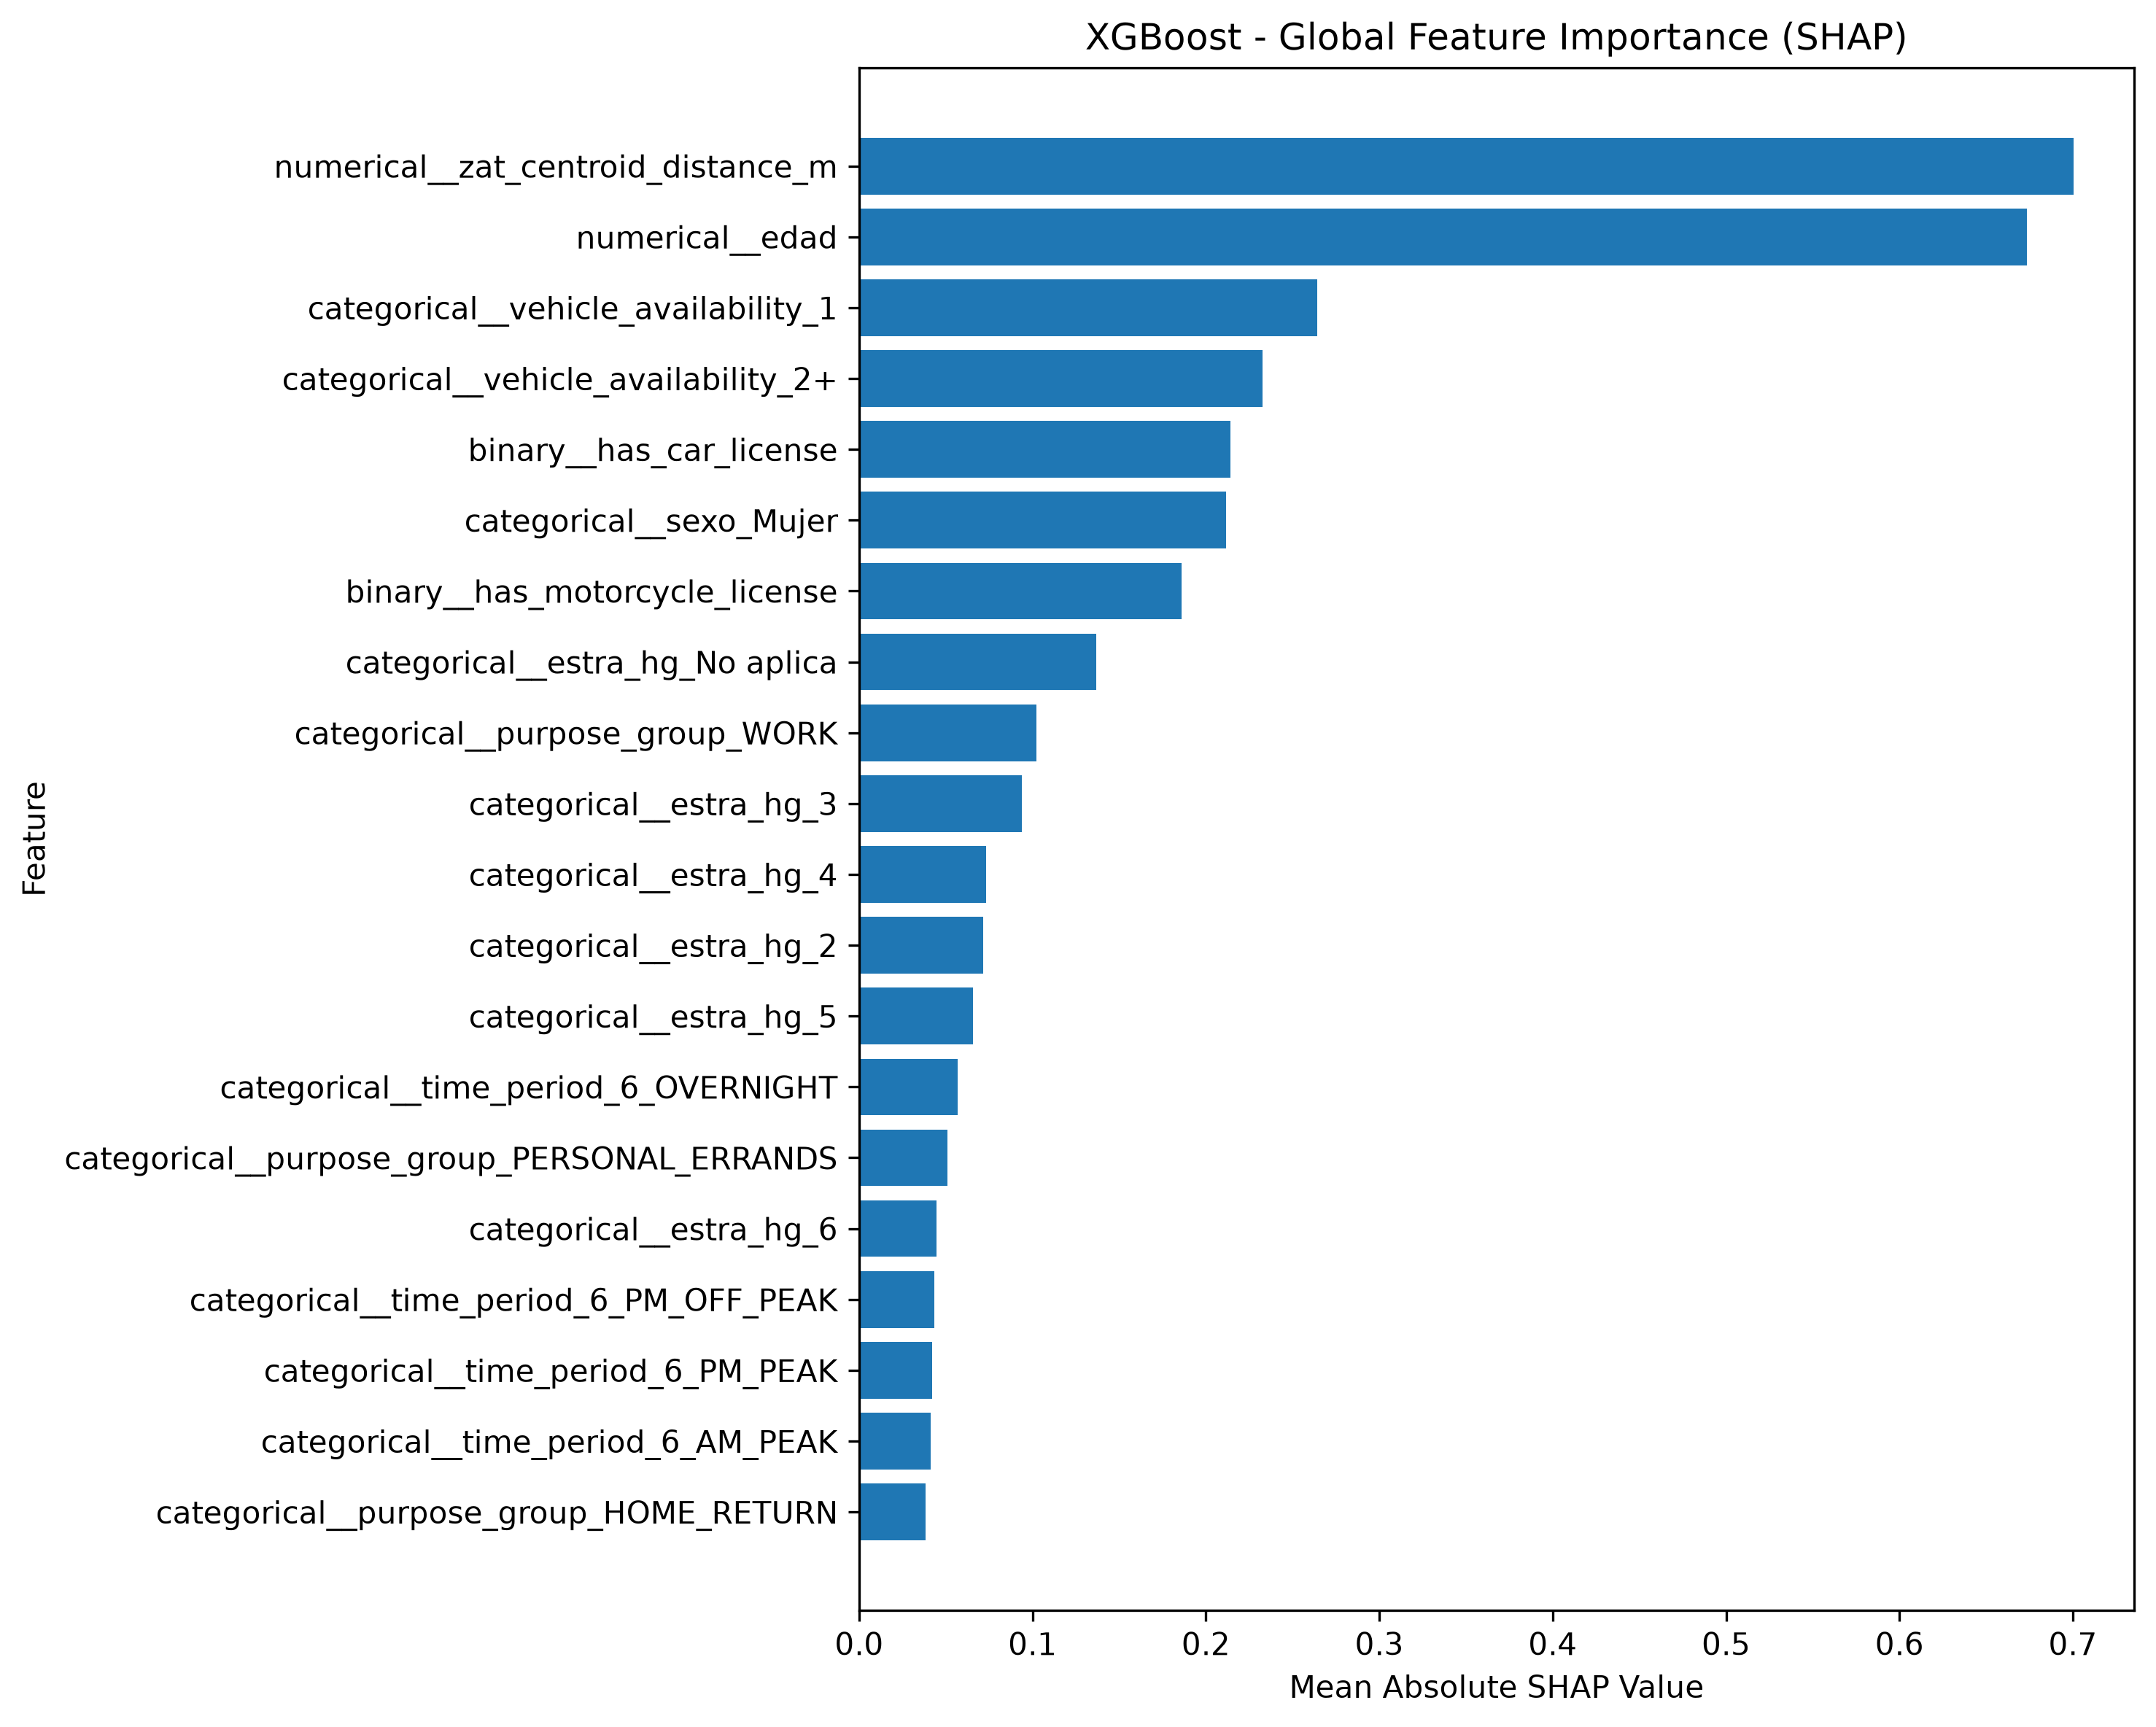 XGBoost - Global Feature Importance (SHAP)
numerical__zat_centroid_distance_m
numerical__edad
categorical__vehicle_availability_1
categorical__vehicle_availability_2+
binary__has_car_license
categorical__sexo_Mujer
binary__has_motorcycle_license
categorical__estra_hg_No aplica
categorical__purpose_group_WORK
categorical__estra_hg_3
categorical__estra_hg_4
categorical__estra_hg_2
categorical__estra_hg_5
categorical__time_period_6_OVERNIGHT
categorical__purpose_group_PERSONAL_ERRANDS
categorical__estra_hg_6
categorical__time_period_6_PM_OFF_PEAK
categorical__time_period_6_PM_PEAK
categorical__time_period_6_AM_PEAK
categorical__purpose_group_HOME_RETURN
Feature
0.0 0.1 0.2 0.3 0.4 0.5 0.6 0.7
Mean Absolute SHAP Value